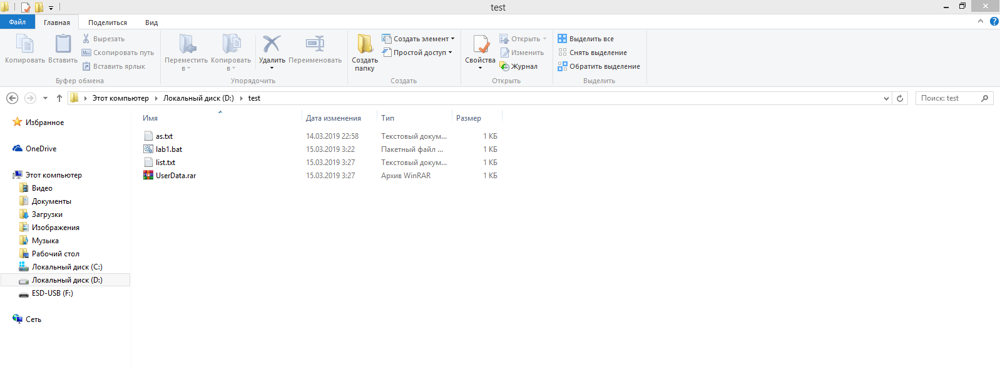 test
Файл Главная Поделиться Вид
Копировать
Вставить
Вырезать
Скопировать путь
Вставить ярлык
Буфер обмена
Переместить в
Копировать в
Удалить
Переименовать
Упорядочить
Создать папку
Создать элемент
Простой доступ
Создать
Свойства
Открыть
Изменить
Журнал
Открыть
Выделить все
Снять выделение
Обратить выделение
Выделить
Этот компьютер Локальный диск (D:) test
Поиск: test
Избранное
OneDrive
Этот компьютер
Видео
Документы
Загрузки
Изображения
Музыка
Рабочий стол
Локальный диск (C:)
Локальный диск (D:)
ESD-USB (F:)
Сеть
Имя Дата изменения Тип Размер
as.txt 14.03.2019 22:58 Текстовый докум... 1 КБ
lab1.bat 15.03.2019 3:22 Пакетный файл ... 1 КБ
list.txt 15.03.2019 3:27 Текстовый докум... 1 КБ
UserData.rar 15.03.2019 3:27 Архив WinRAR 1 КБ